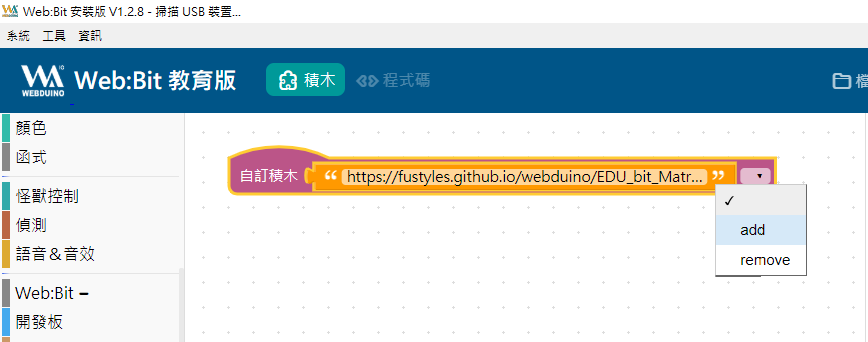 Web:Bit 安裝版 V1.2.8 - 掃描 USB 裝置...
系統 工具 資訊
WEBDUINO Web:Bit 教育版 積木 程式碼 檔
顏色
函式
自訂積木 “ https://fustyles.github.io/webduino/EDU_bit_Matr... ”
怪獸控制
✓
偵測
add
語音＆音效
remove
Web:Bit
開發板